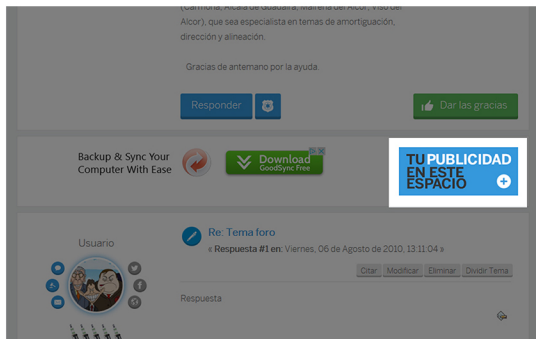 (Carmona, Alcalá de Guadaira, Mairena del Alcor, Viso del
Alcor), que sea especialista en temas de amortiguación,
dirección y alineación.
Gracias de antemano por la ayuda.
Responder
Dar las gracias
Backup & Sync Your
Computer With Ease
Download
GoodSync Free
TU PUBLICIDAD
EN ESTE
ESPACIO
Usuario
Re: Tema foro
« Respuesta #1 en: Viernes, 06 de Agosto de 2010, 13:11:04 »
Citar Modificar Eliminar Dividir Tema
Respuesta